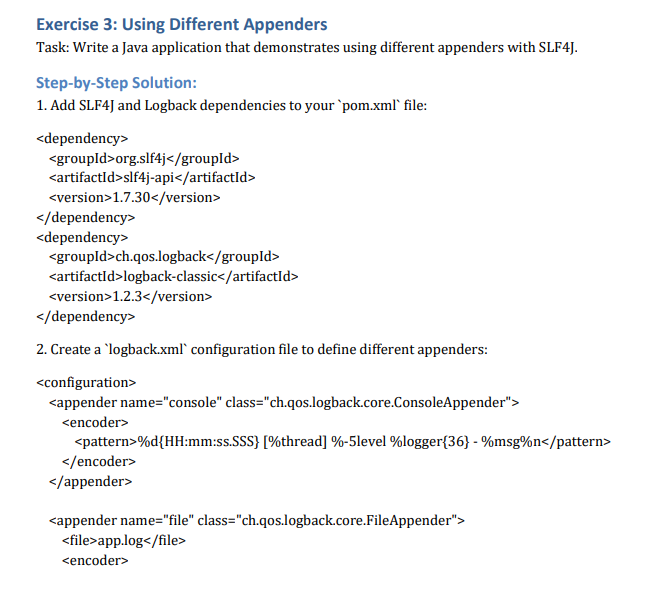 Exercise 3: Using Different Appenders
Task: Write a Java application that demonstrates using different appenders with SLF4J.
Step-by-Step Solution:
1. Add SLF4J and Logback dependencies to your `pom.xml` file:
<dependency>
<groupId>org.slf4j</groupId>
<artifactId>slf4j-api</artifactId>
<version>1.7.30</version>
</dependency>
<dependency>
<groupId>ch.qos.logback</groupId>
<artifactId>logback-classic</artifactId>
<version>1.2.3</version>
</dependency>
2. Create a `logback.xml` configuration file to define different appenders:
<configuration>
<appender name="console" class="ch.qos.logback.core.ConsoleAppender">
<encoder>
<pattern>%d{HH:mm:ss.SSS} [%thread] %-5level %logger{36} - %msg%n</pattern>
</encoder>
</appender>
<appender name="file" class="ch.qos.logback.core.FileAppender">
<file>app.log</file>
<encoder>